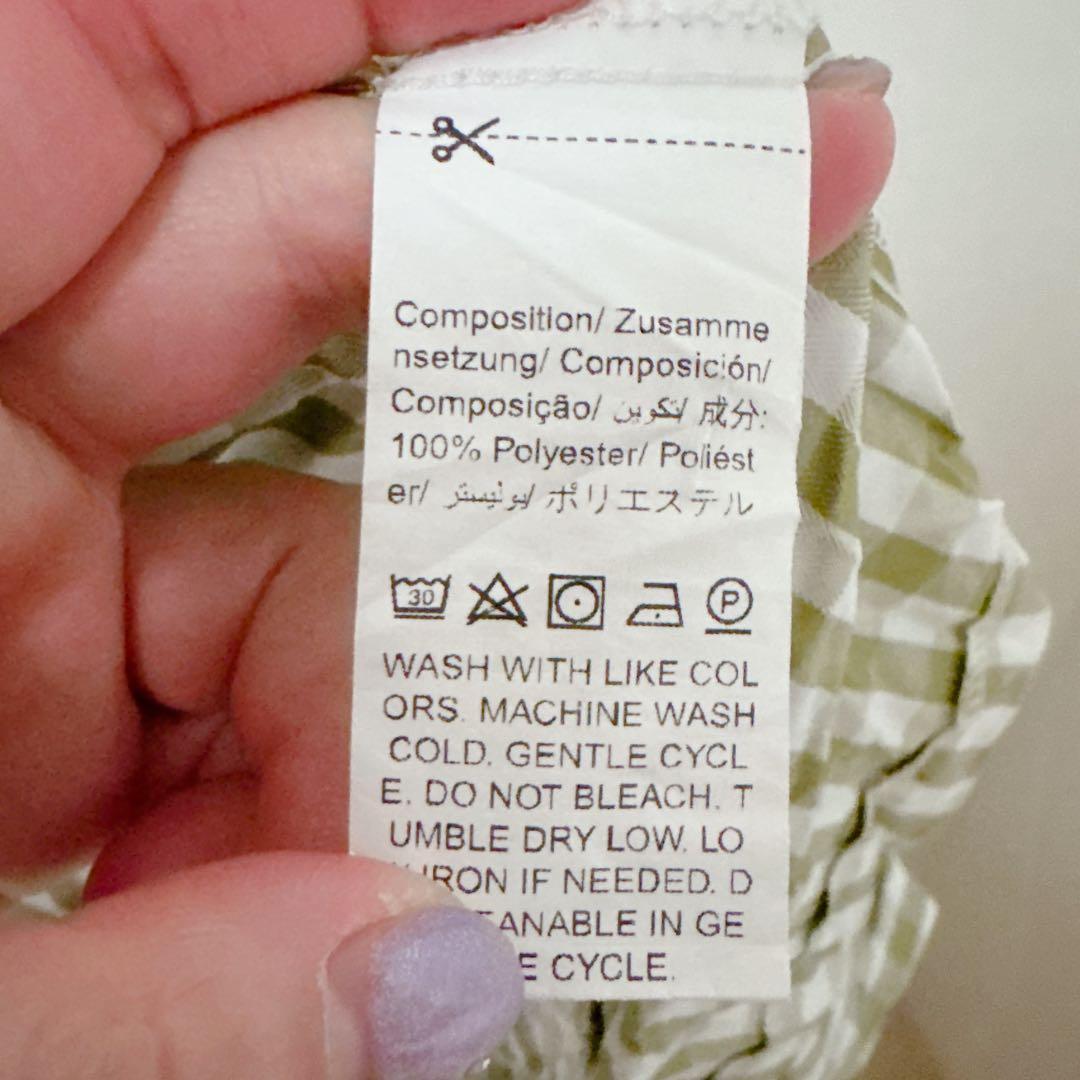 Composition/ Zusamme
nsetzung/ Composición/
Composição/ تكوين/ 成分:
100% Polyester/ Poliést
er/ بوليستر/ ポリエステル
30
P
WASH WITH LIKE COL
ORS. MACHINE WASH
COLD. GENTLE CYCL
E. DO NOT BLEACH. T
UMBLE DRY LOW. LO
IRON IF NEEDED. D
EANABLE IN GE
E CYCLE.